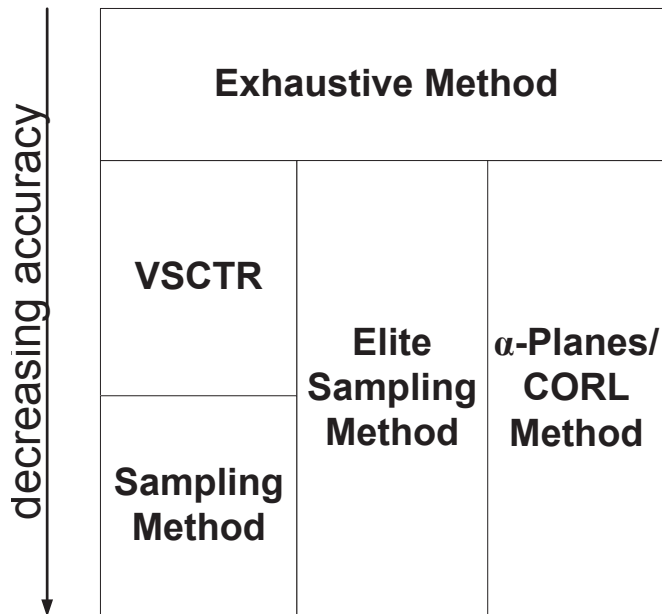 decreasing accuracy
Exhaustive Method
VSCTR
Sampling
Method
Elite
Sampling
Method
α-Planes/
CORL
Method